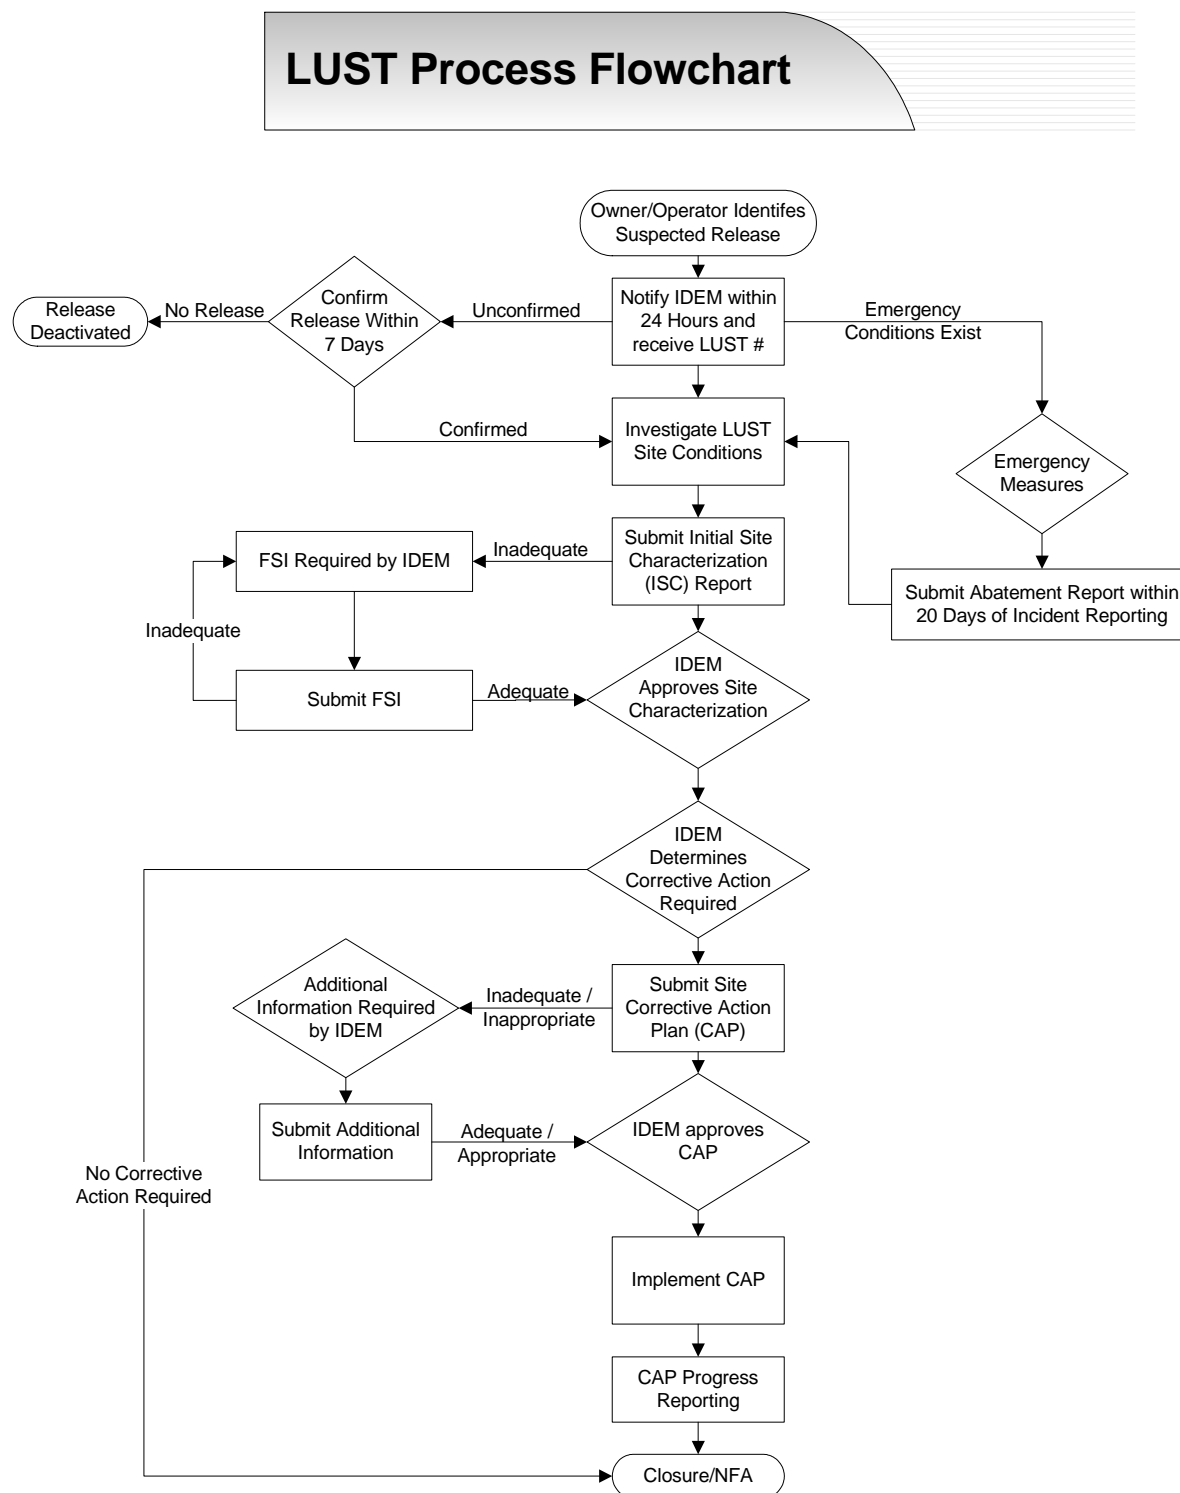 LUST Process Flowchart
Owner/Operator Identifes
Suspected Release
Release
Deactivated
No Release
Confirm
Release Within
7 Days
Unconfirmed
Notify IDEM within
24 Hours and
receive LUST #
Emergency
Conditions Exist
Confirmed
Investigate LUST
Site Conditions
Emergency
Measures
FSI Required by IDEM
Inadequate
Submit Initial Site
Characterization
(ISC) Report
Submit Abatement Report within
20 Days of Incident Reporting
Inadequate
Submit FSI
Adequate
IDEM
Approves Site
Characterization
IDEM
Determines
Corrective Action
Required
Additional
Information Required
by IDEM
Inadequate /
Inappropriate
Submit Site
Corrective Action
Plan (CAP)
Submit Additional
Information
Adequate /
Appropriate
IDEM approves
CAP
No Corrective
Action Required
Implement CAP
CAP Progress
Reporting
Closure/NFA